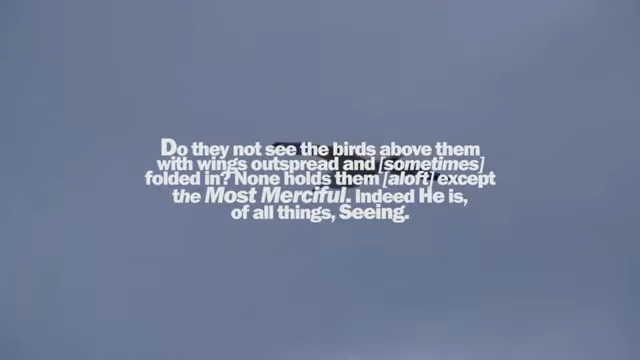 Do they not see the birds above them
with wings outspread and [sometimes]
folded in? None holds them [aloft] except
the Most Merciful. Indeed He is,
of all things, Seeing.